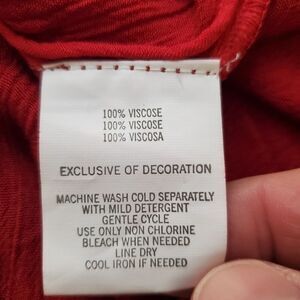 100% VISCOSE
100% VISCOSE
100% VISCOSA
EXCLUSIVE OF DECORATION
MACHINE WASH COLD SEPARATELY
WITH MILD DETERGENT
GENTLE CYCLE
USE ONLY NON CHLORINE
BLEACH WHEN NEEDED
LINE DRY
COOL IRON IF NEEDED